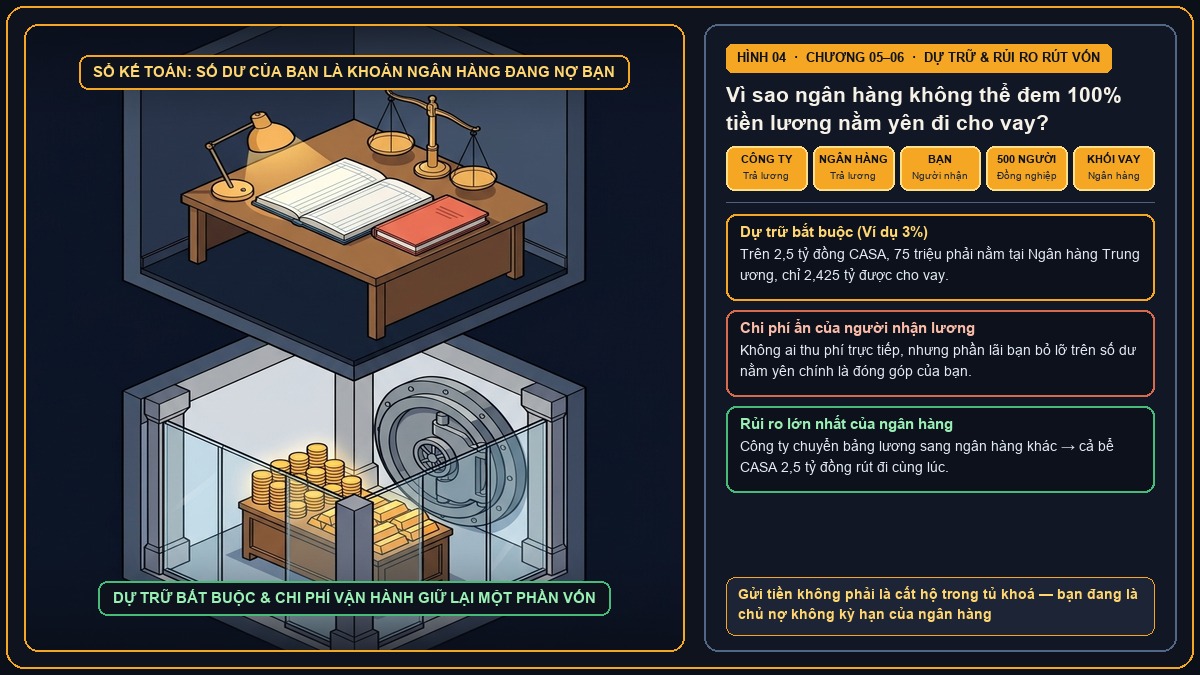 SỔ KẾ TOÁN: SỐ DƯ CỦA BẠN LÀ KHOẢN NGÂN HÀNG ĐANG NỢ BẠN
DỰ TRỮ BẮT BUỘC & CHI PHÍ VẬN HÀNH GIỮ LẠI MỘT PHẦN VỐN
HÌNH 04 · CHƯƠNG 05–06 · DỰ TRỮ & RỦI RO RÚT VỐN
Vì sao ngân hàng không thể đem 100%
tiền lương nằm yên đi cho vay?
CÔNG TY
Trả lương
NGÂN HÀNG
Trả lương
BẠN
Người nhận
500 NGƯỜI
Đồng nghiệp
KHỐI VAY
Ngân hàng
Dự trữ bắt buộc (Ví dụ 3%)
Trên 2,5 tỷ đồng CASA, 75 triệu phải nằm tại Ngân hàng Trung
ương, chỉ 2,425 tỷ được cho vay.
Chi phí ẩn của người nhận lương
Không ai thu phí trực tiếp, nhưng phần lãi bạn bỏ lỡ trên số dư
nằm yên chính là đóng góp của bạn.
Rủi ro lớn nhất của ngân hàng
Công ty chuyển bảng lương sang ngân hàng khác → cả bể
CASA 2,5 tỷ đồng rút đi cùng lúc.
Gửi tiền không phải là cất hộ trong tủ khoá — bạn đang là
chủ nợ không kỳ hạn của ngân hàng